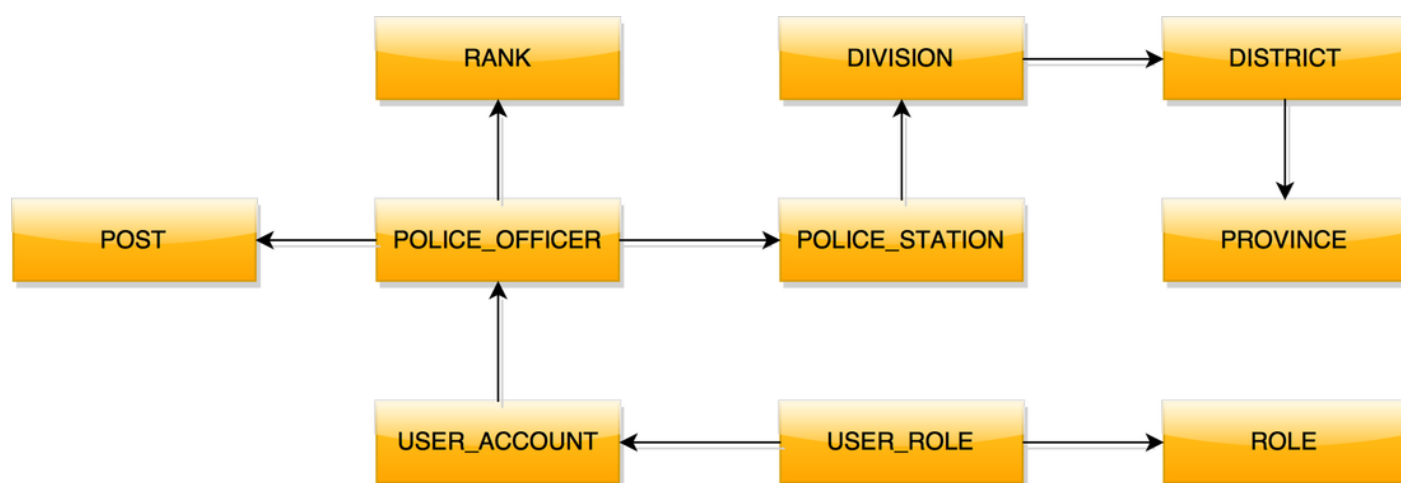 RANK
DIVISION
DISTRICT
POST
POLICE_OFFICER
POLICE_STATION
PROVINCE
USER_ACCOUNT
USER_ROLE
ROLE